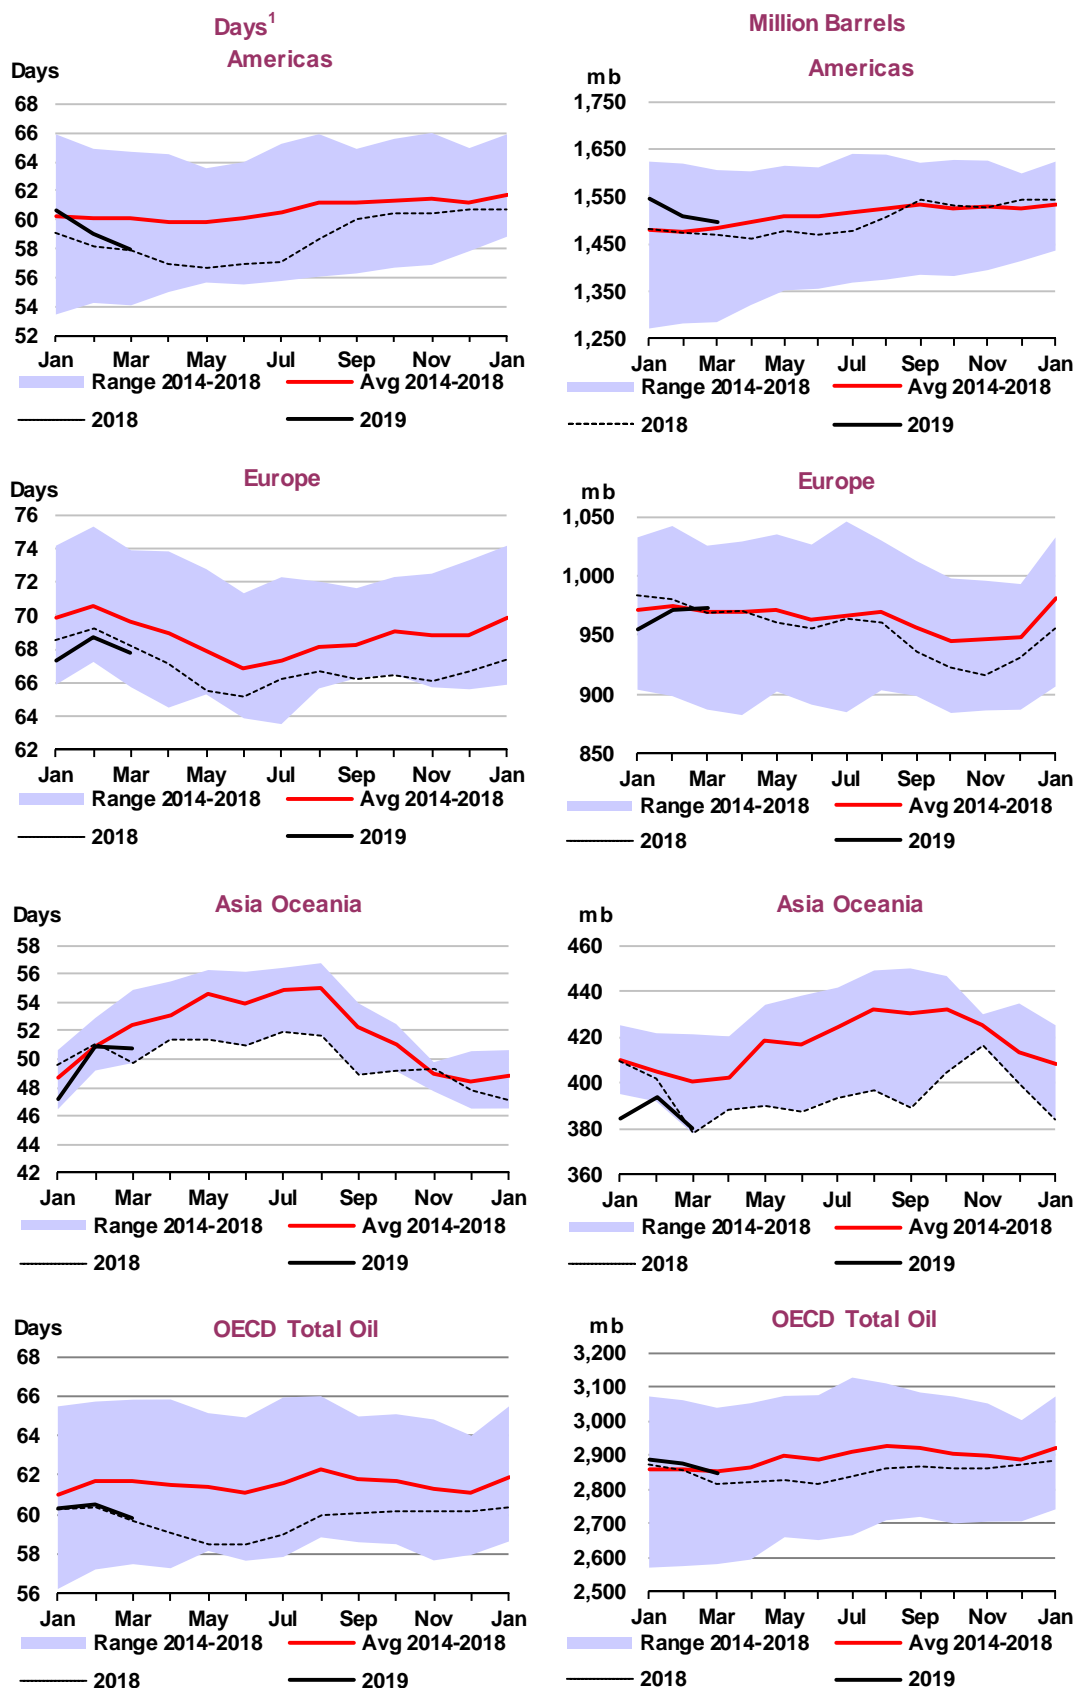 Days¹
Million Barrels
Americas
Days
68
66
64
62
60
58
56
54
52
Jan Mar May Jul Sep Nov Jan
Range 2014-2018 Avg 2014-2018
2018 2019
Americas
mb
1,750
1,650
1,550
1,450
1,350
1,250
Jan Mar May Jul Sep Nov Jan
Range 2014-2018 Avg 2014-2018
2018 2019
Europe
Days
76
74
72
70
68
66
64
62
Jan Mar May Jul Sep Nov Jan
Range 2014-2018 Avg 2014-2018
2018 2019
Europe
mb
1,050
1,000
950
900
850
Jan Mar May Jul Sep Nov Jan
Range 2014-2018 Avg 2014-2018
2018 2019
Asia Oceania
Days
58
56
54
52
50
48
46
44
42
Jan Mar May Jul Sep Nov Jan
Range 2014-2018 Avg 2014-2018
2018 2019
Asia Oceania
mb
460
440
420
400
380
360
Jan Mar May Jul Sep Nov Jan
Range 2014-2018 Avg 2014-2018
2018 2019
OECD Total Oil
Days
68
66
64
62
60
58
56
Jan Mar May Jul Sep Nov Jan
Range 2014-2018 Avg 2014-2018
2018 2019
OECD Total Oil
mb
3,200
3,100
3,000
2,900
2,800
2,700
2,600
2,500
Jan Mar May Jul Sep Nov Jan
Range 2014-2018 Avg 2014-2018
2018 2019